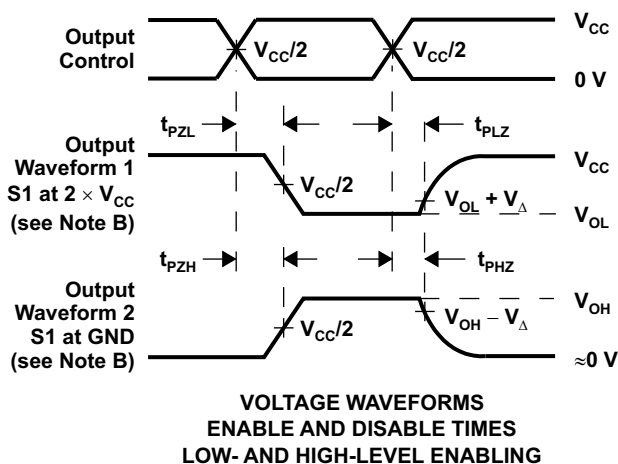 Output
Control
V_CC/2
V_CC/2
V_CC
0 V
t_PZL
t_PLZ
Output
Waveform 1
S1 at 2 × V_CC
(see Note B)
V_CC/2
V_OL + V_Δ
V_CC
V_OL
t_PZH
t_PHZ
Output
Waveform 2
S1 at GND
(see Note B)
V_CC/2
V_OH − V_Δ
V_OH
≈0 V
VOLTAGE WAVEFORMS
ENABLE AND DISABLE TIMES
LOW- AND HIGH-LEVEL ENABLING